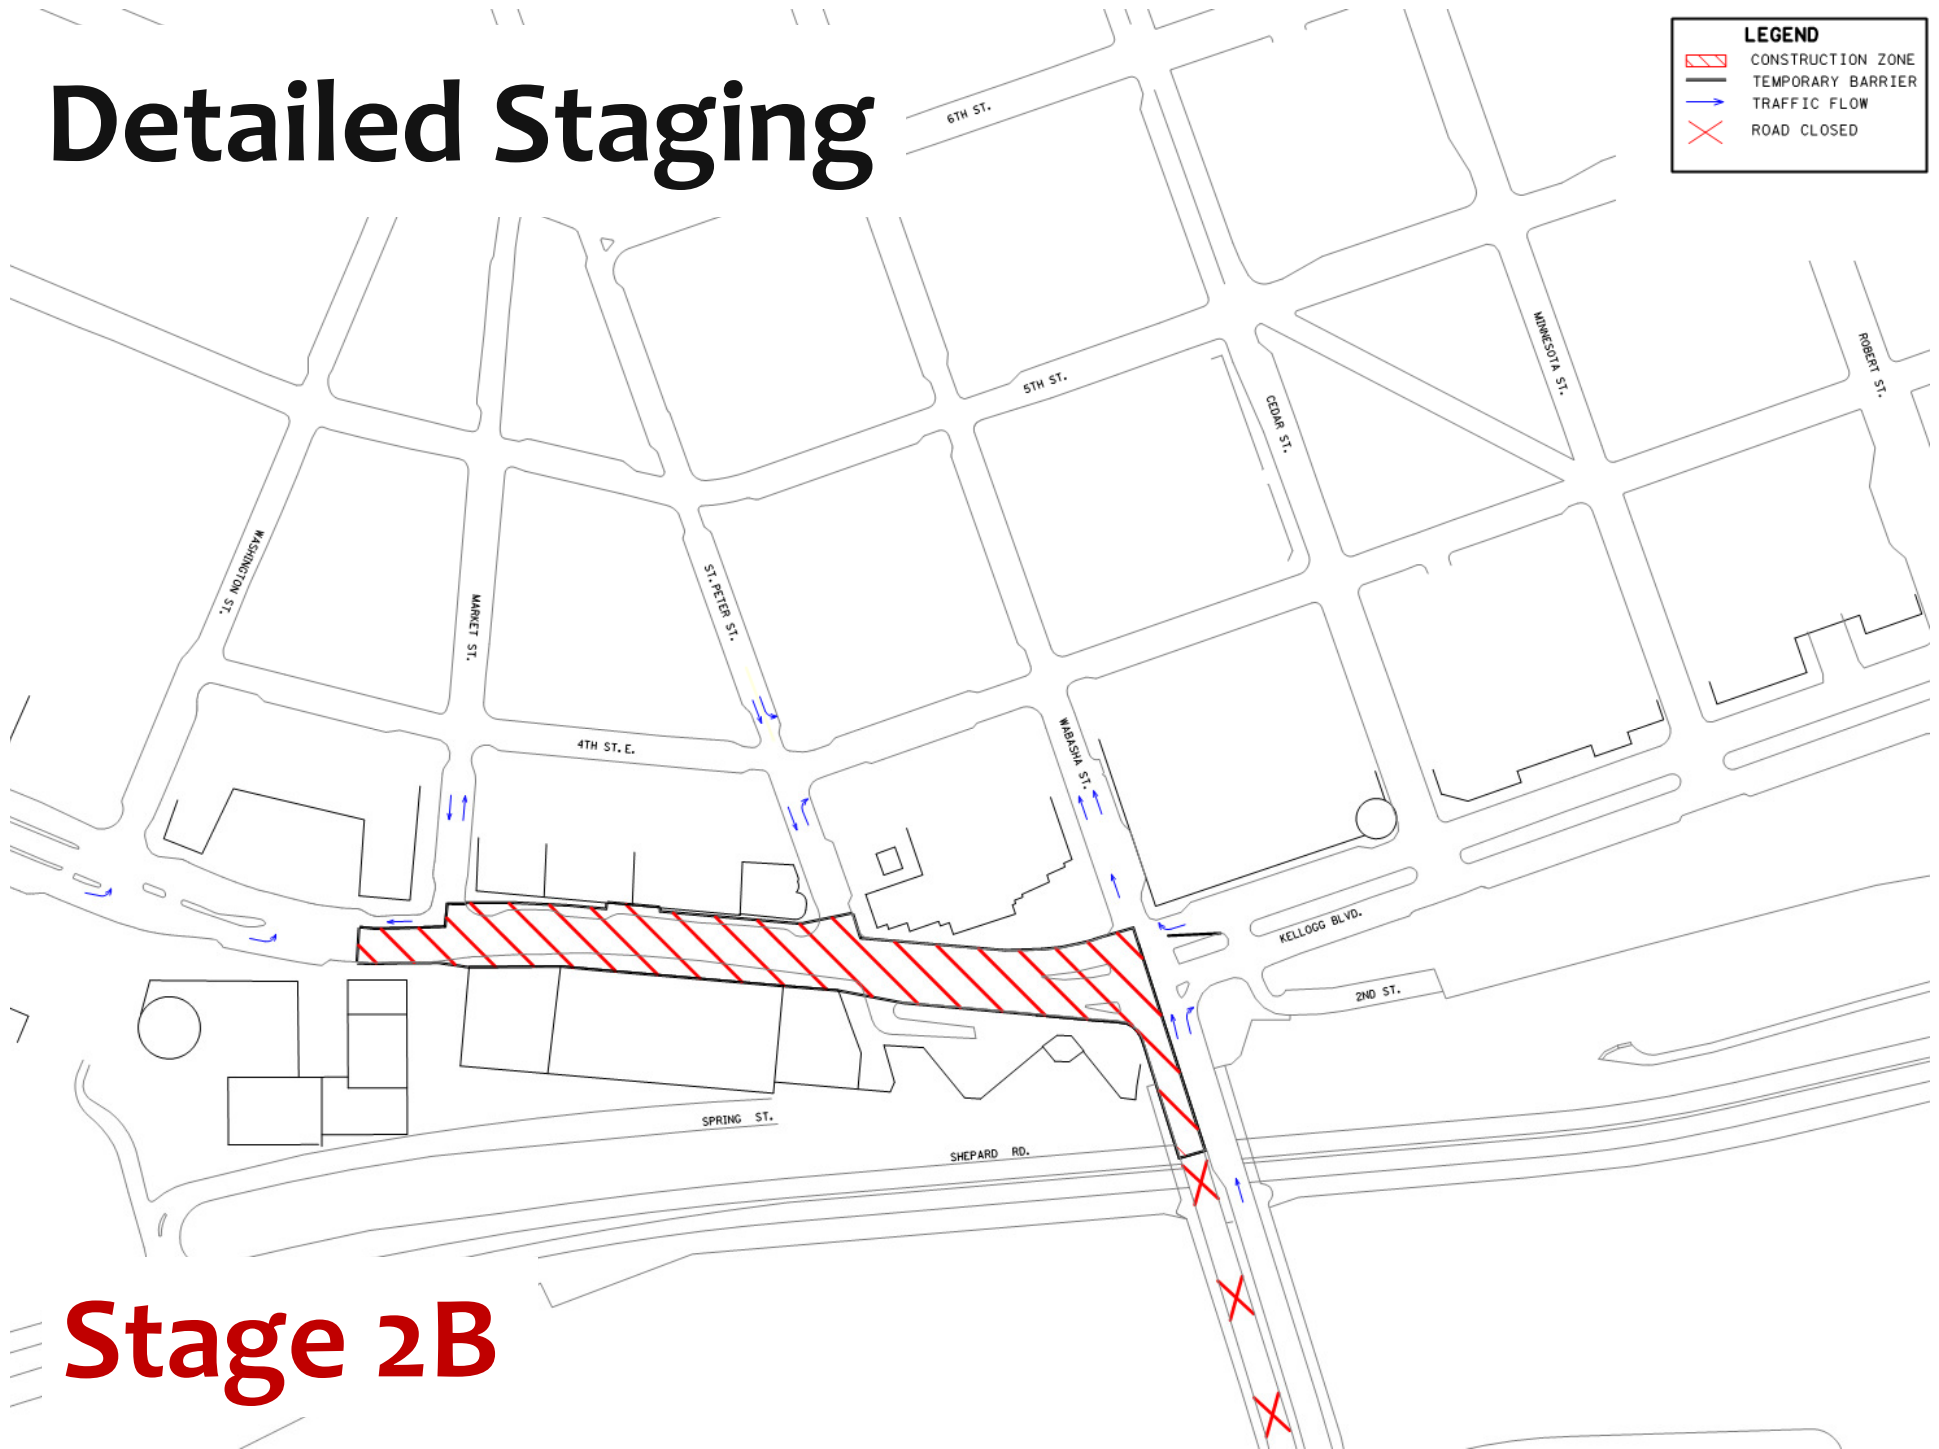 Detailed Staging
LEGEND
CONSTRUCTION ZONE
TEMPORARY BARRIER
TRAFFIC FLOW
ROAD CLOSED
6TH ST.
MINNESOTA ST.
ROBERT ST.
5TH ST.
CEDAR ST.
WASHINGTON ST.
MARKET ST.
ST.PETER ST.
4TH ST.E.
WABASHA ST.
KELLOGG BLVD.
2ND ST.
SPRING ST.
SHEPARD RD.
Stage 2B